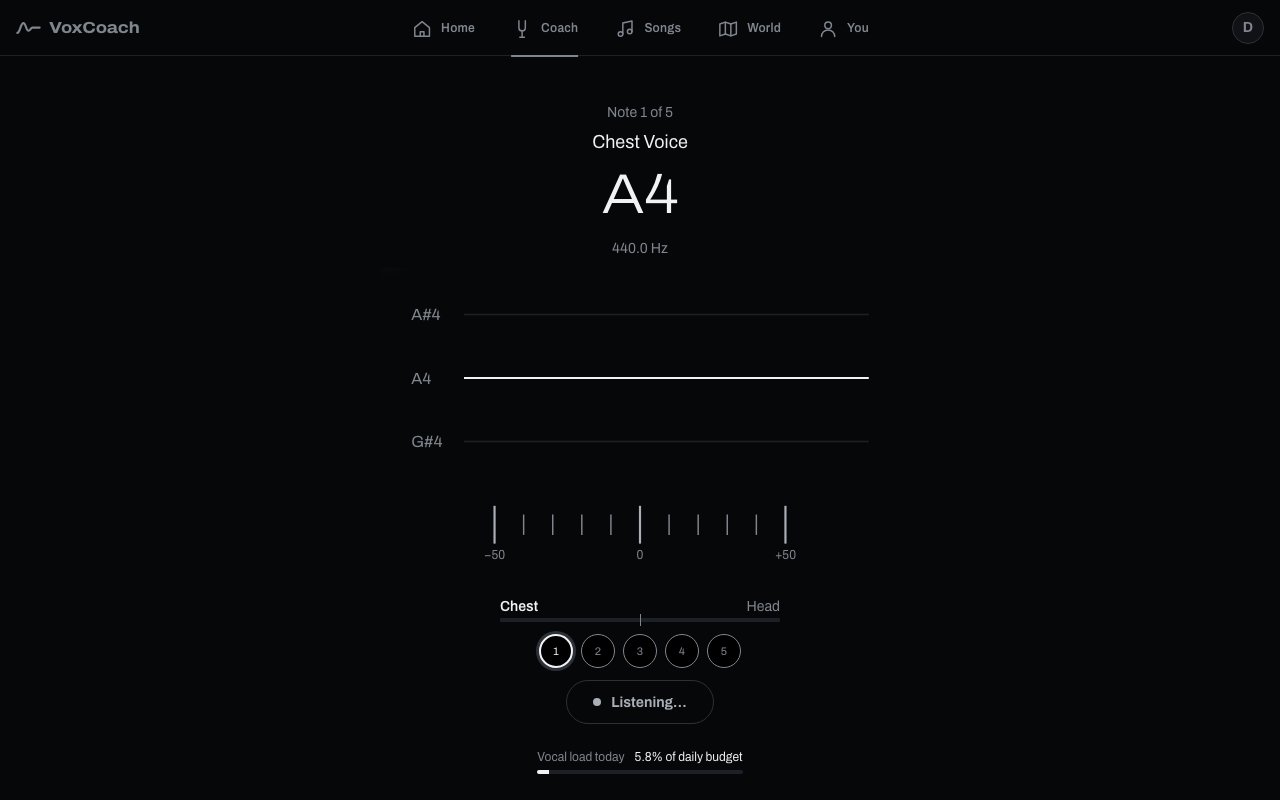 VoxCoach
Home
Coach
Songs
World
You
D
Note 1 of 5
Chest Voice
A4
440.0 Hz
A#4
A4
G#4
−50
0
+50
Chest
Head
1
2
3
4
5
Listening...
Vocal load today 5.8% of daily budget